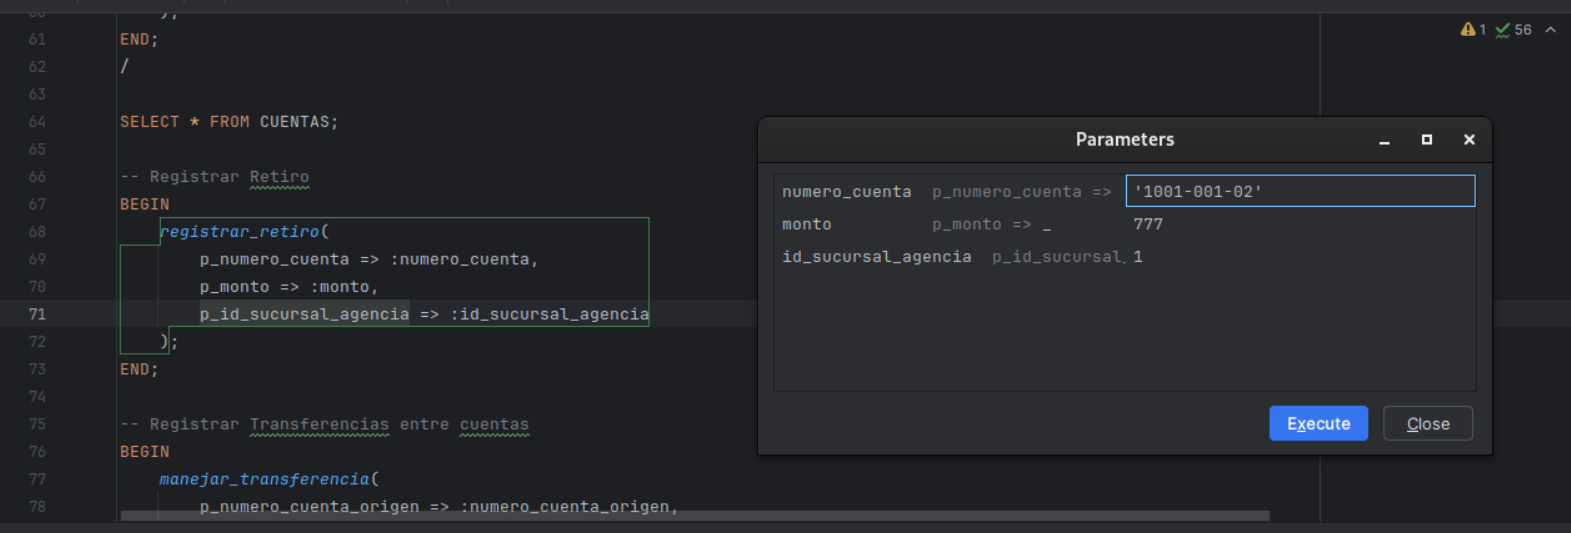 );
61 END;
62 /
63
64 SELECT * FROM CUENTAS;
65
66 -- Registrar Retiro
67 BEGIN
68 registrar_retiro(
69 p_numero_cuenta => :numero_cuenta,
70 p_monto => :monto,
71 p_id_sucursal_agencia => :id_sucursal_agencia
72 );
73 END;
74
75 -- Registrar Transferencias entre cuentas
76 BEGIN
77 manejar_transferencia(
78 p_numero_cuenta_origen => :numero_cuenta_origen,
1 56
Parameters
numero_cuenta p_numero_cuenta => '1001-001-02'
monto p_monto => _ 777
id_sucursal_agencia p_id_sucursal_ 1
Execute Close